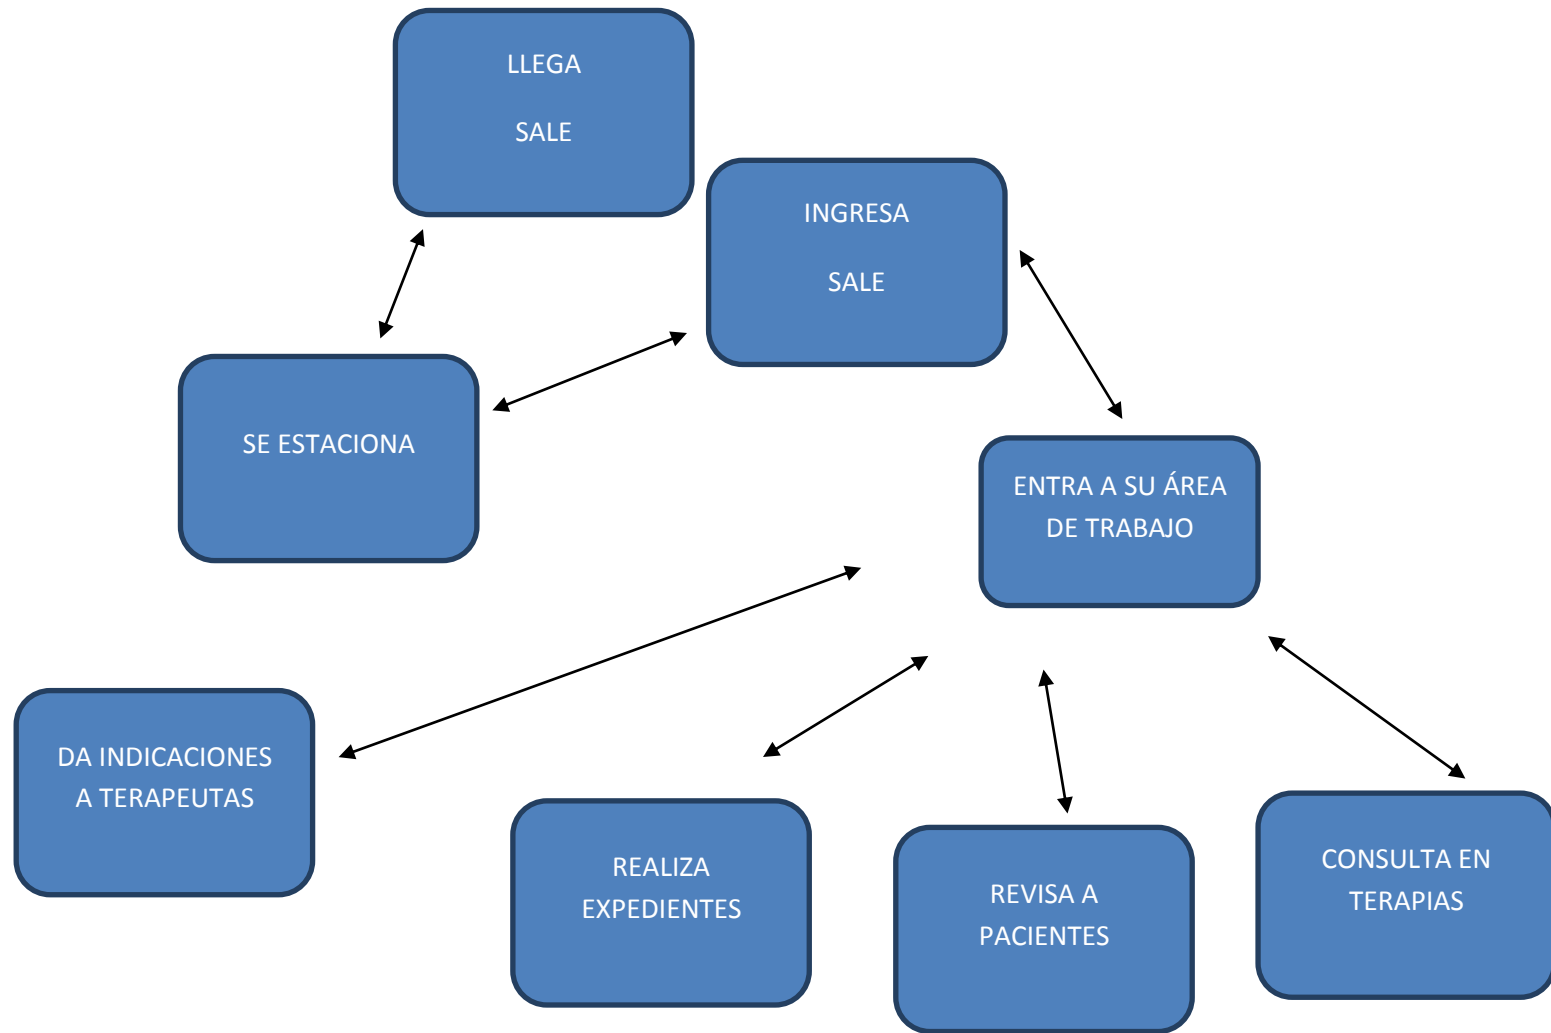 LLEGA
SALE
INGRESA
SALE
SE ESTACIONA
ENTRA A SU ÁREA
DE TRABAJO
DA INDICACIONES
A TERAPEUTAS
REALIZA
EXPEDIENTES
REVISA A
PACIENTES
CONSULTA EN
TERAPIAS